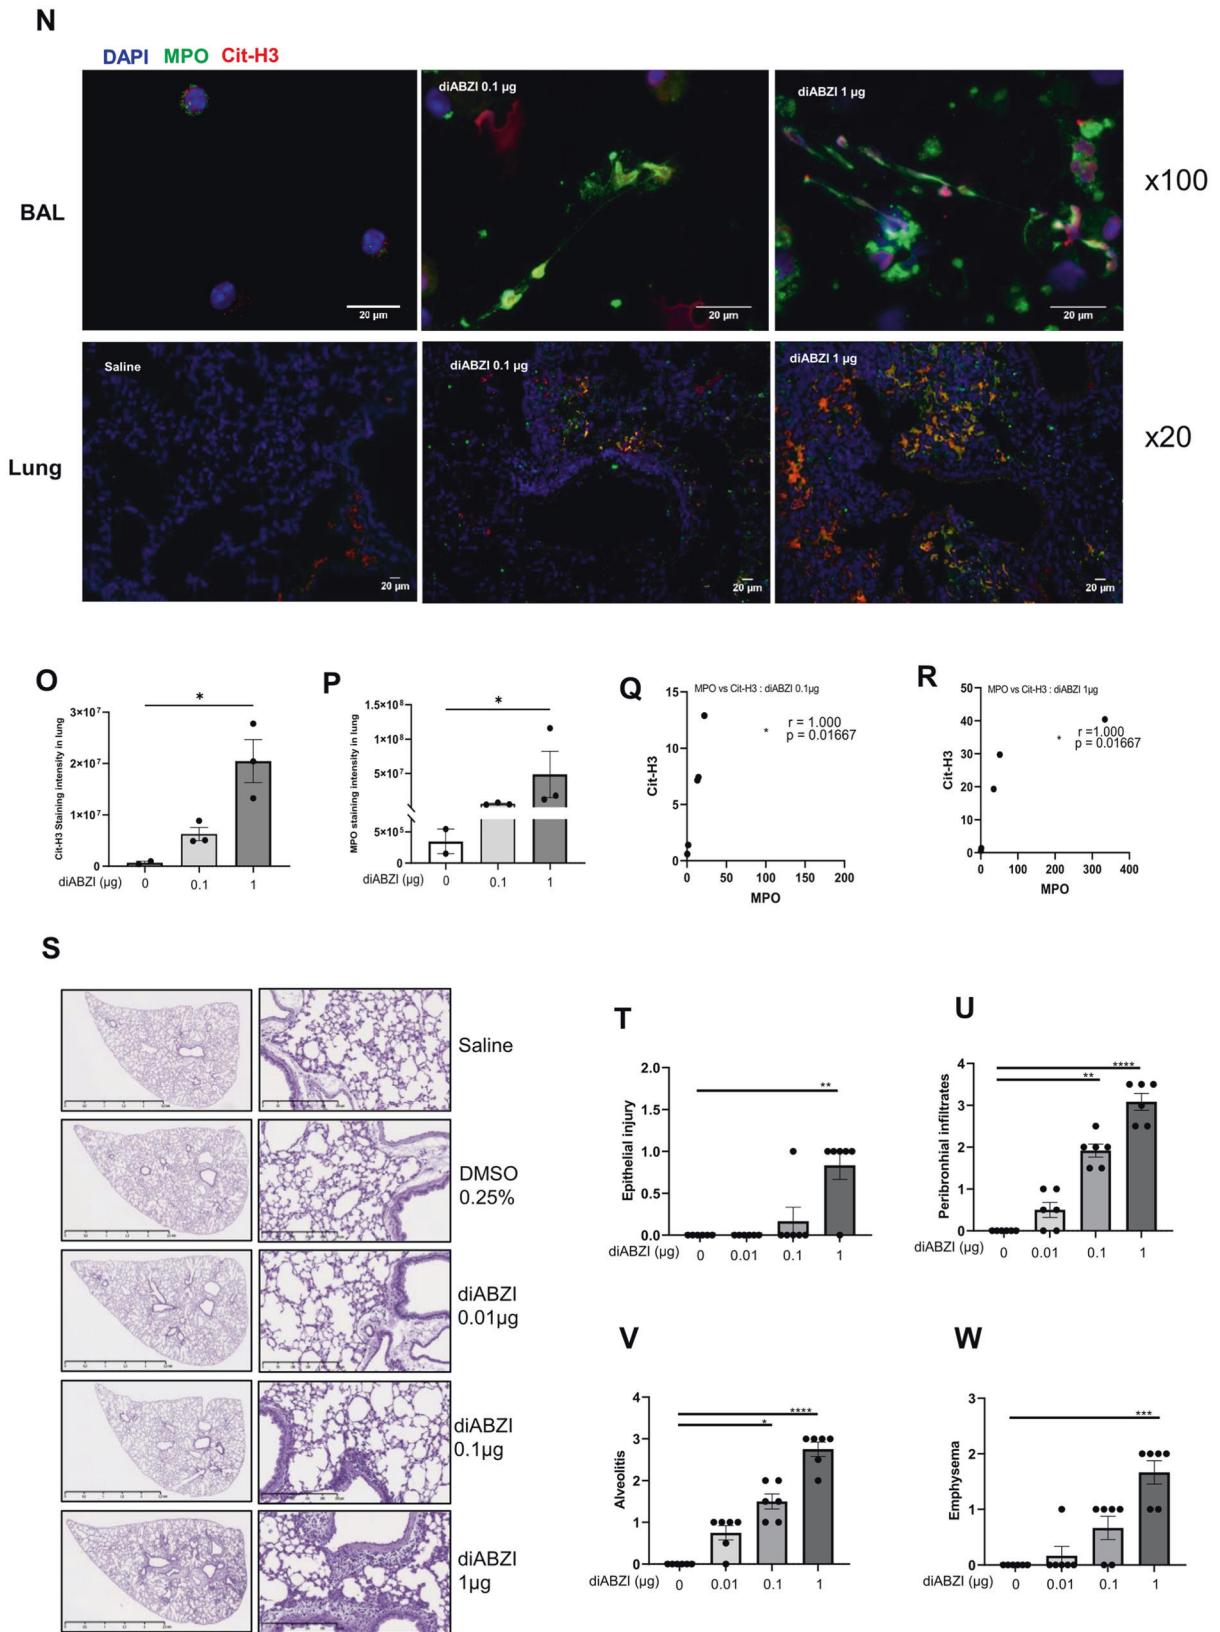 N
DAPI MPO Cit-H3
diABZI 0.1 µg
diABZI 1 µg
BAL
x100
20 µm
20 µm
20 µm
Saline
diABZI 0.1 µg
diABZI 1 µg
Lung
x20
20 µm
20 µm
20 µm
O
*
Cit-H3 Staining intensity in lung
3×10⁷
2×10⁷
1×10⁷
0
diABZI (µg) 0 0.1 1
P
*
MPO staining intensity in lung
1.5×10⁸
1×10⁸
5×10⁷
5×10⁵
0
diABZI (µg) 0 0.1 1
Q
MPO vs Cit-H3 : diABZI 0.1µg
* r = 1.000
p = 0.01667
Cit-H3
15
10
5
0
0 50 100 150 200
MPO
R
MPO vs Cit-H3 : diABZI 1µg
* r =1.000
p = 0.01667
Cit-H3
50
40
30
20
10
0
0 100 200 300 400
MPO
S
Saline
DMSO
0.25%
diABZI
0.01µg
diABZI
0.1µg
diABZI
1µg
T
**
Epithelial injury
2.0
1.5
1.0
0.5
0.0
diABZI (µg) 0 0.01 0.1 1
U
****
**
Peribronhial infiltrates
4
3
2
1
0
diABZI (µg) 0 0.01 0.1 1
V
****
*
Alveolitis
4
3
2
1
0
diABZI (µg) 0 0.01 0.1 1
W
***
Emphysema
3
2
1
0
diABZI (µg) 0 0.01 0.1 1